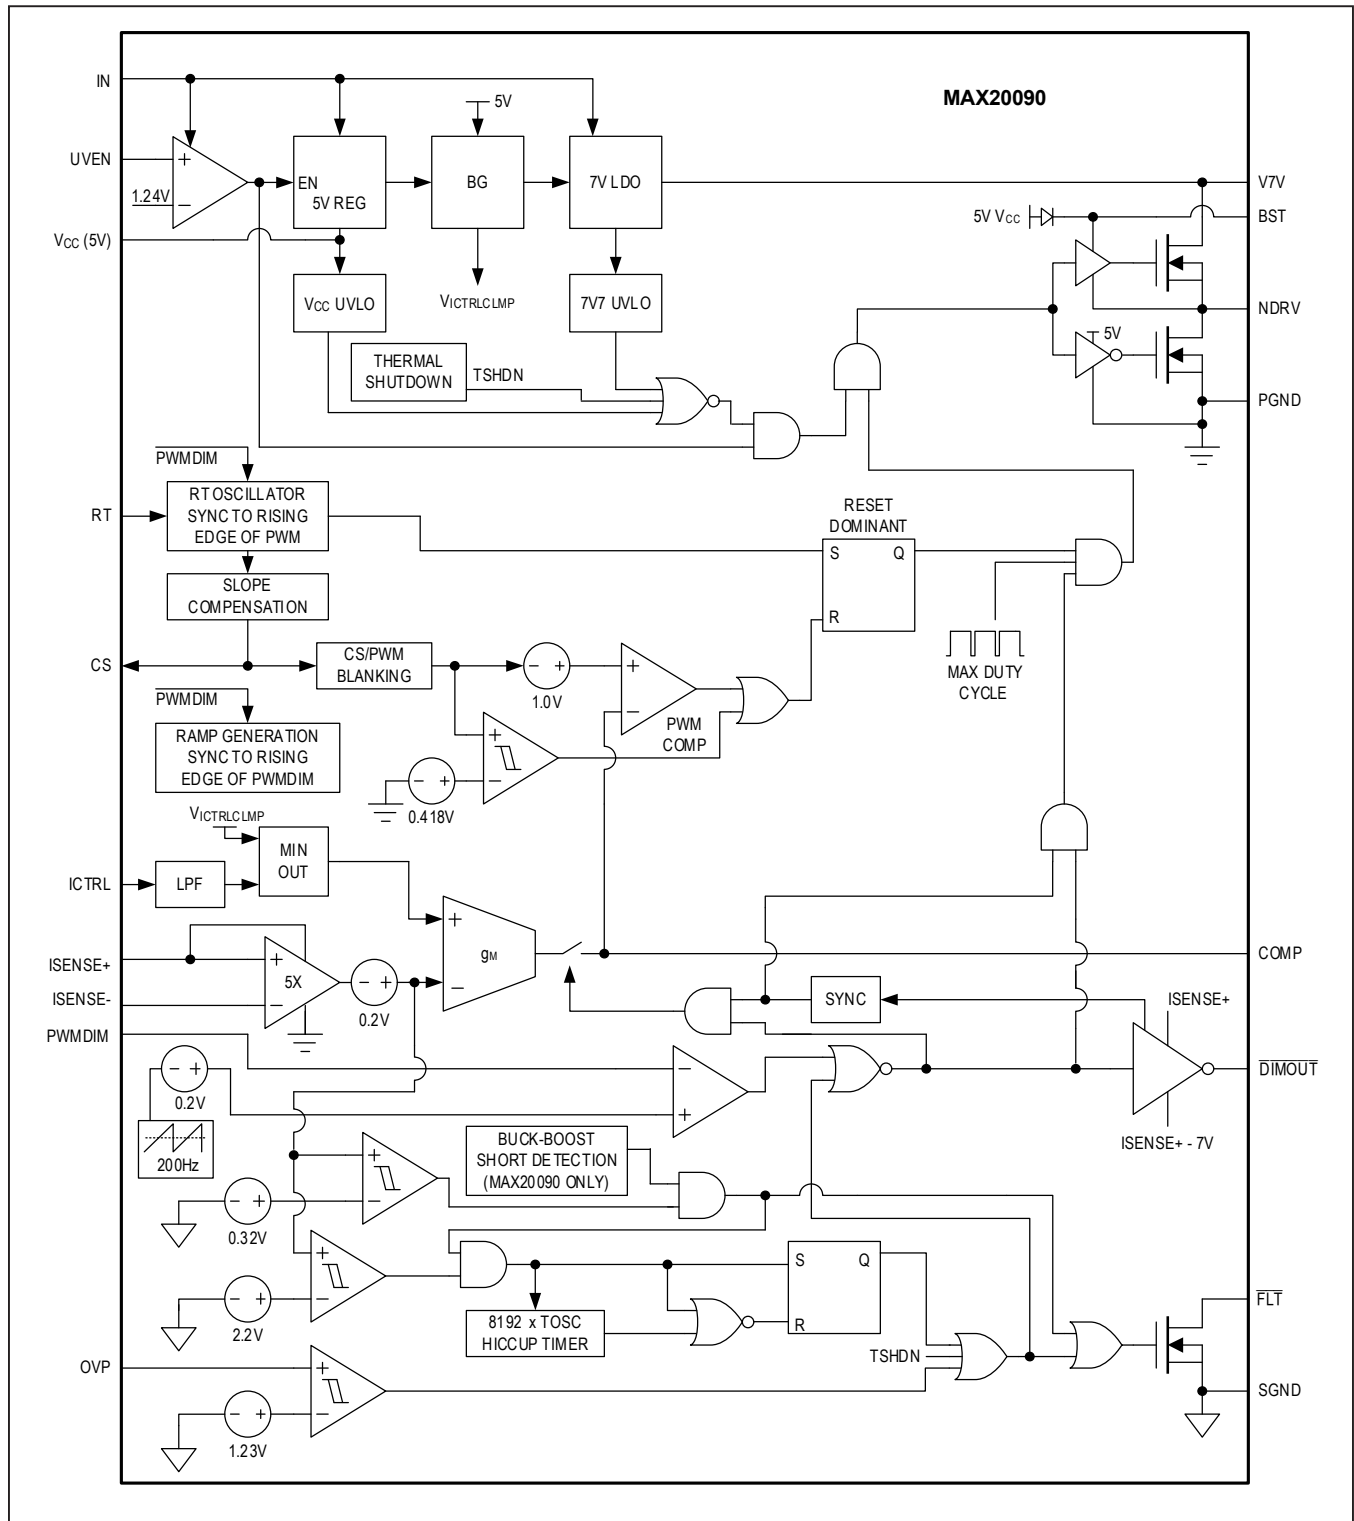 MAX20090
IN
5V
UVEN
+
1.24V
−
EN
5V REG
BG
7V LDO
V7V
5V VCC
BST
VCC (5V)
VCC UVLO
VICTRLCLMP
7V7 UVLO
NDRV
5V
THERMAL
SHUTDOWN
TSHDN
PGND
PWMDIM
RT
RT OSCILLATOR
SYNC TO RISING
EDGE OF PWM
RESET
DOMINANT
S
Q
R
SLOPE
COMPENSATION
CS
CS/PWM
BLANKING
− +
1.0V
+
−
PWM
COMP
MAX DUTY
CYCLE
PWMDIM
RAMP GENERATION
SYNC TO RISING
EDGE OF PWMDIM
+
−
− +
0.418V
VICTRLCLMP
MIN
OUT
ICTRL
LPF
+
gM
−
COMP
ISENSE+
+
5X
−
− +
0.2V
ISENSE-
SYNC
ISENSE+
PWMDIM
− +
0.2V
200Hz
−
+
DIMOUT
ISENSE+ - 7V
BUCK-BOOST
SHORT DETECTION
(MAX20090 ONLY)
+
−
− +
0.32V
+
−
− +
2.2V
S
Q
R
8192 x TOSC
HICCUP TIMER
FLT
TSHDN
OVP
+
−
− +
1.23V
SGND